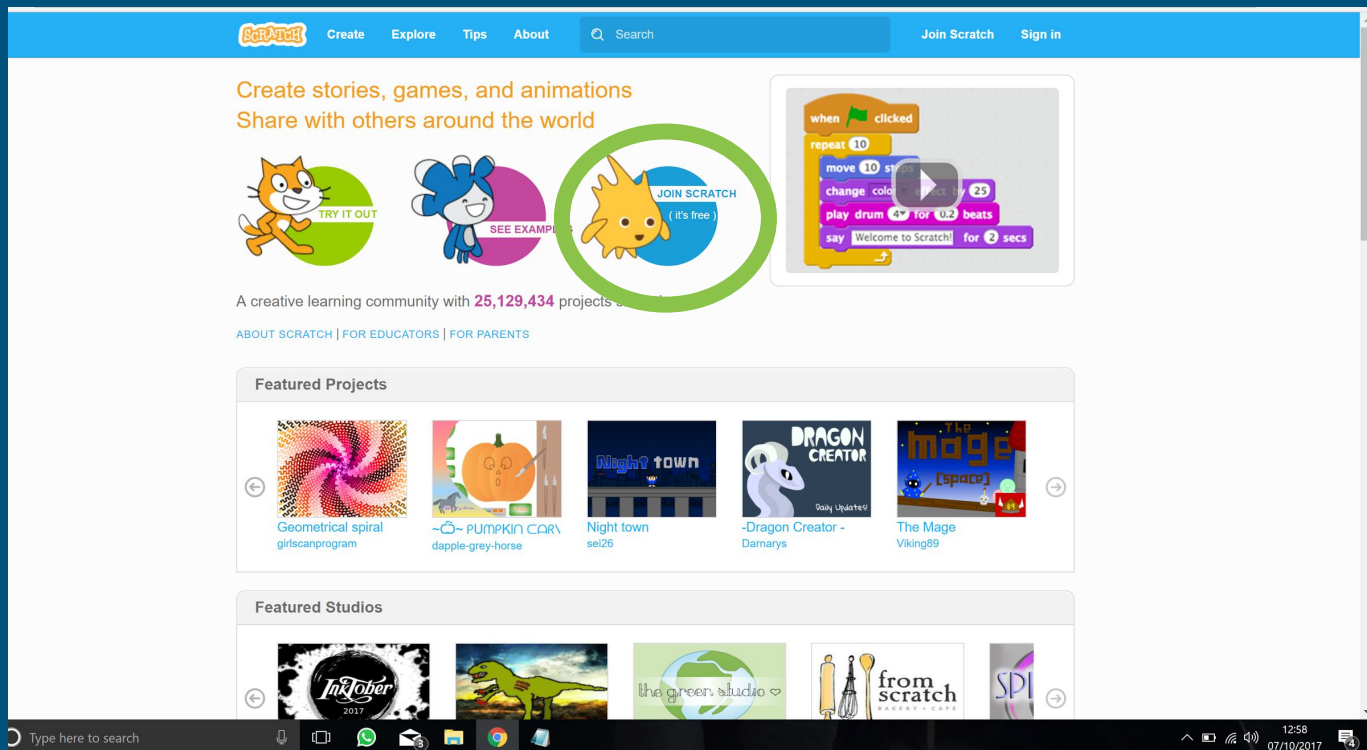 SCRATCH Create Explore Tips About Search Join Scratch Sign in
Create stories, games, and animations
Share with others around the world
TRY IT OUT
SEE EXAMPLES
JOIN SCRATCH
( it's free )
when clicked
repeat 10
move 10 steps
change color effect by 25
play drum 4 for 0.2 beats
say Welcome to Scratch! for 2 secs
A creative learning community with 25,129,434 projects
ABOUT SCRATCH | FOR EDUCATORS | FOR PARENTS
Featured Projects
Night town
DRAGON
CREATOR
Daily Updates!
The
mage
[space]
Geometrical spiral
girlscanprogram
~~ PUMPKIN CARV
dapple-grey-horse
Night town
sei26
-Dragon Creator -
Darnarys
The Mage
Viking89
Featured Studios
InkTober
2017
the green studio
from
scratch
BAKERY + CAFE
SPI
Type here to search
3
12:58
07/10/2017
4